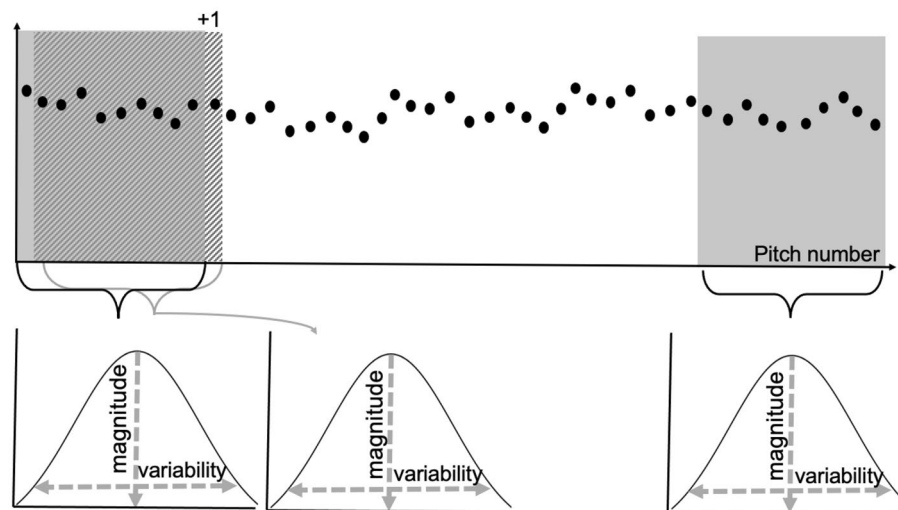 +1
Pitch number
magnitude
variability
magnitude
variability
magnitude
variability